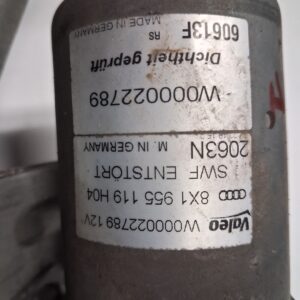 Valeo W000022789 12V
8X1 955 119 H04
SWF ENTSTÖRT
2063N M. IN GERMANY
W000022789
Dichtheit geprüft
60613F RS
MADE IN GERMANY